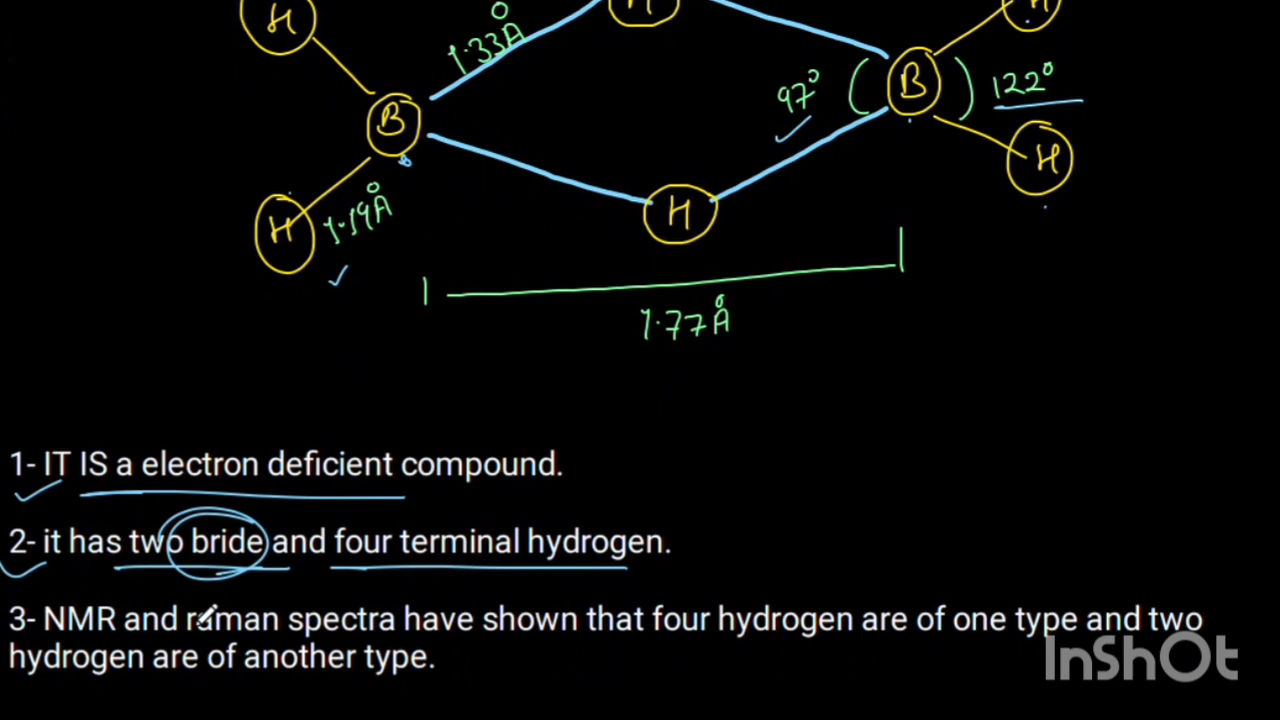 H
H
H
1.33Å
B
97°
B
122°
H
H
1.19Å
H
1.77Å
1- IT IS a electron deficient compound.
2- it has two bride and four terminal hydrogen.
3- NMR and raman spectra have shown that four hydrogen are of one type and two
hydrogen are of another type.
InShOt